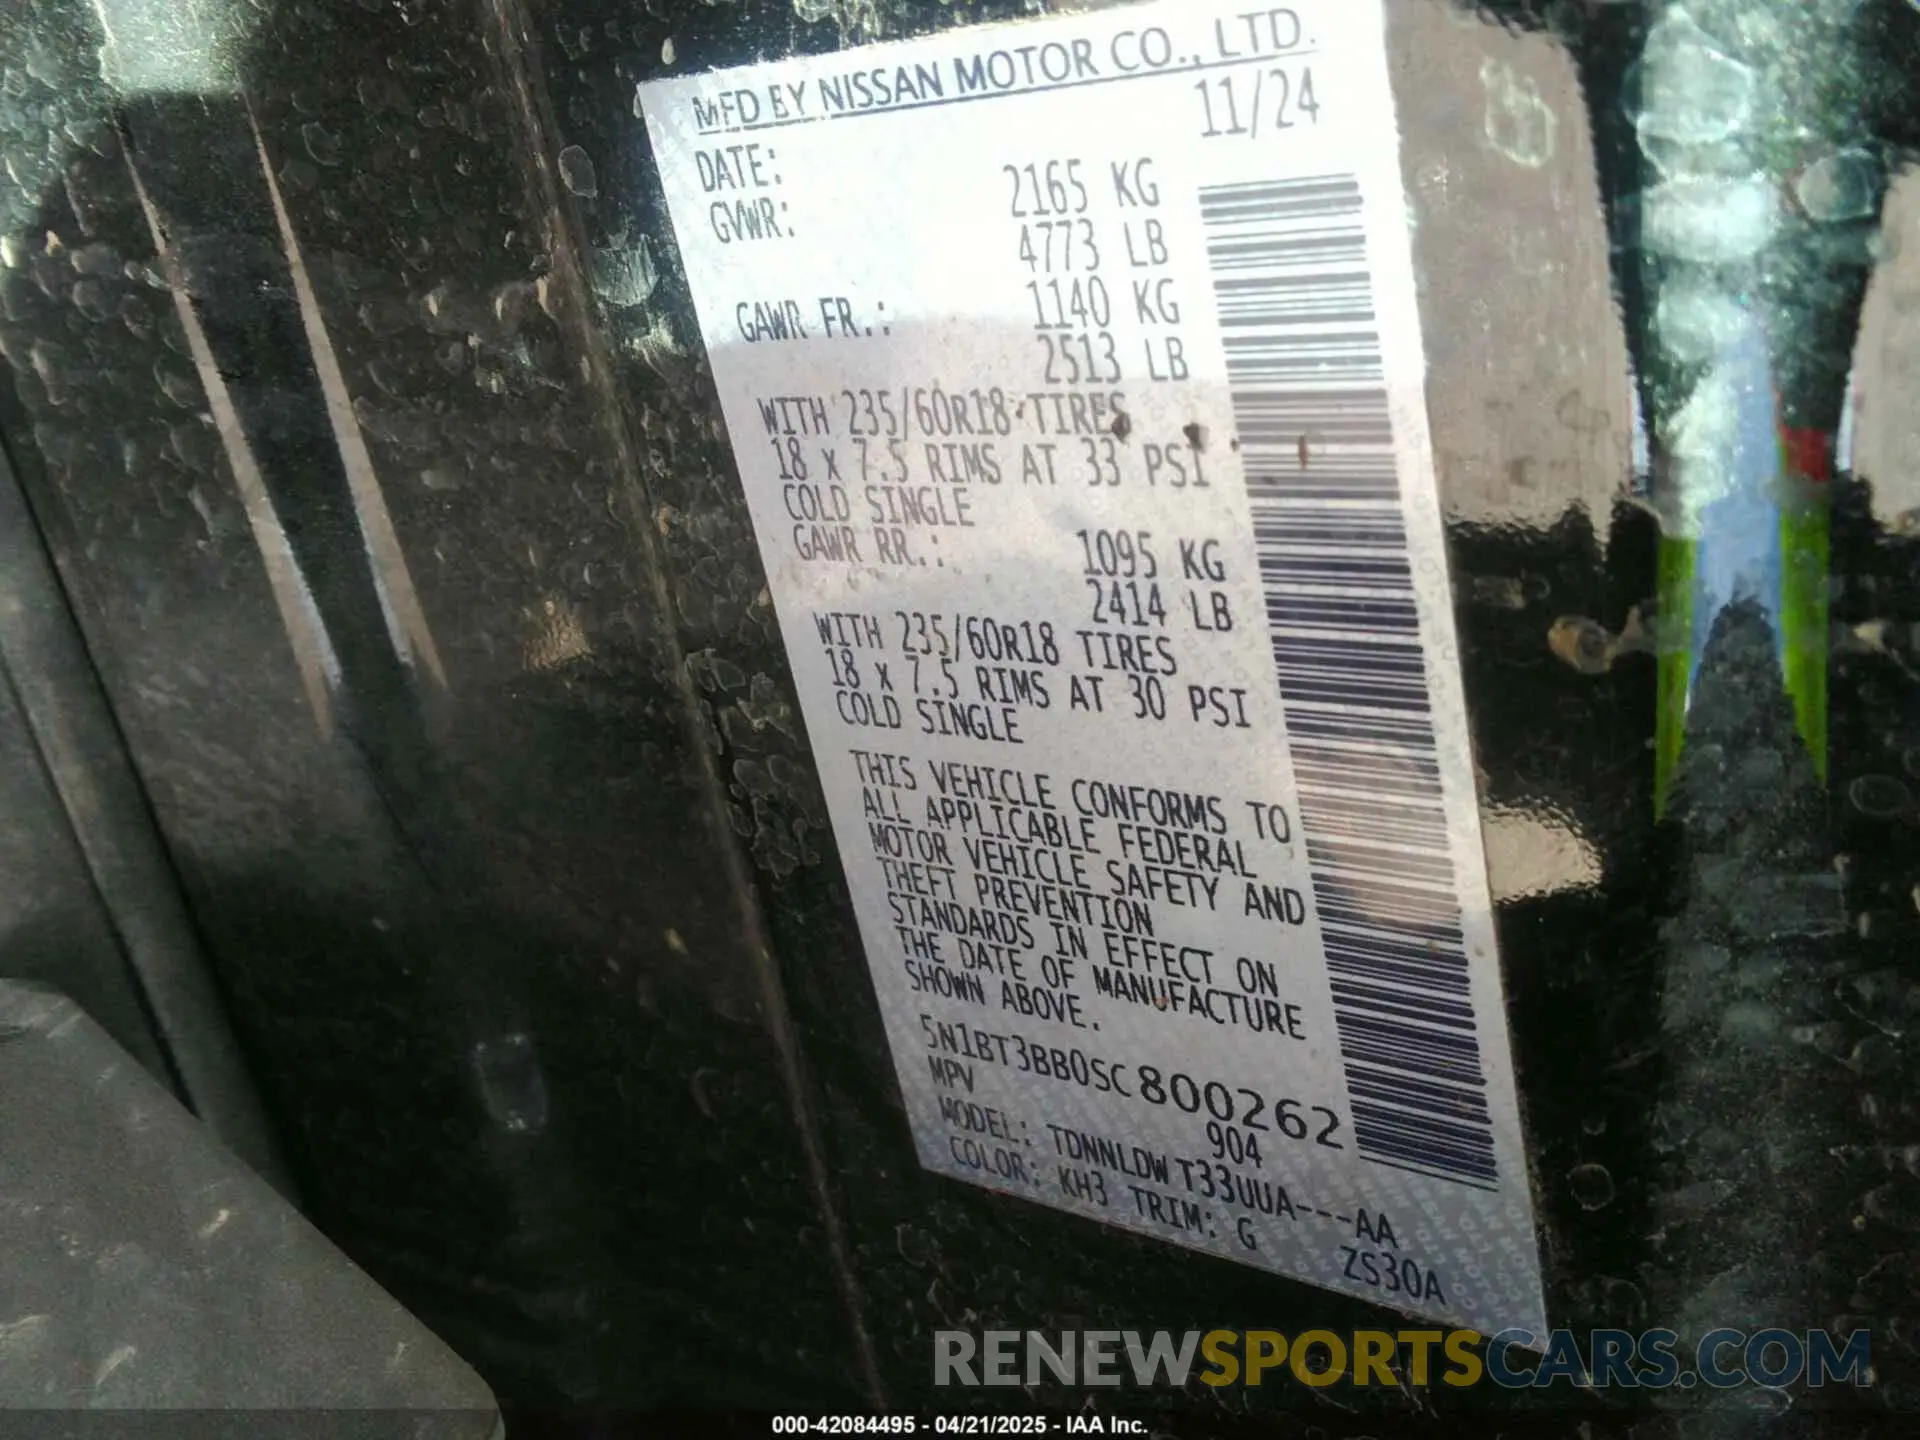 MFD BY NISSAN MOTOR CO., LTD.
DATE: 11/24
GVWR: 2165 KG
4773 LB
GAWR FR.: 1140 KG
2513 LB
WITH 235/60R18 TIRES
18 x 7.5 RIMS AT 33 PSI
COLD SINGLE
GAWR RR.: 1095 KG
2414 LB
WITH 235/60R18 TIRES
18 x 7.5 RIMS AT 30 PSI
COLD SINGLE
THIS VEHICLE CONFORMS TO
ALL APPLICABLE FEDERAL
MOTOR VEHICLE SAFETY AND
THEFT PREVENTION
STANDARDS IN EFFECT ON
THE DATE OF MANUFACTURE
SHOWN ABOVE.
5N1BT3BB0SC800262
MPV 904
MODEL: TDNNLDW T33UUA---AA
COLOR: KH3 TRIM: G ZS30A
RENEWSPORTSCARS.COM
000-42084495 - 04/21/2025 - IAA Inc.